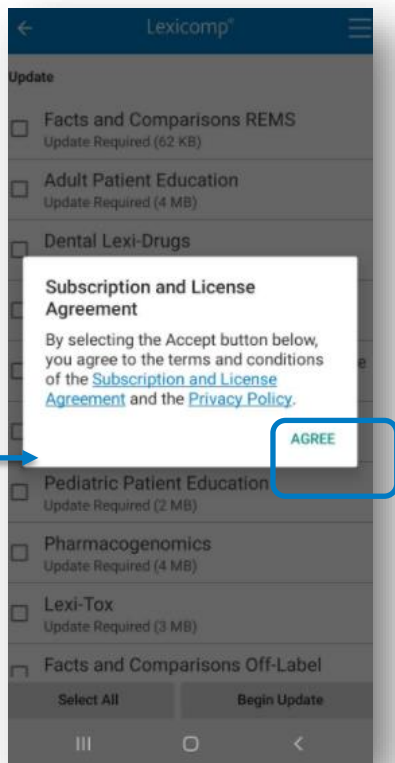 Lexicomp®
Update
Facts and Comparisons REMS
Update Required (62 KB)
Adult Patient Education
Update Required (4 MB)
Dental Lexi-Drugs
Subscription and License
Agreement
By selecting the Accept button below,
you agree to the terms and conditions
of the Subscription and License
Agreement and the Privacy Policy.
AGREE
Pediatric Patient Education
Update Required (2 MB)
Pharmacogenomics
Update Required (4 MB)
Lexi-Tox
Update Required (3 MB)
Facts and Comparisons Off-Label
Select All
Begin Update